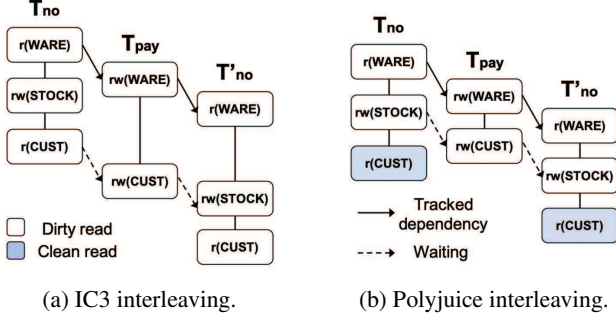 Tno
r(WARE)
rw(STOCK)
r(CUST)
Tpay
rw(WARE)
rw(CUST)
T'no
r(WARE)
rw(STOCK)
r(CUST)
Dirty read
Clean read
(a) IC3 interleaving.
Tno
r(WARE)
rw(STOCK)
r(CUST)
Tpay
rw(WARE)
rw(CUST)
T'no
r(WARE)
rw(STOCK)
r(CUST)
Tracked
dependency
Waiting
(b) Polyjuice interleaving.